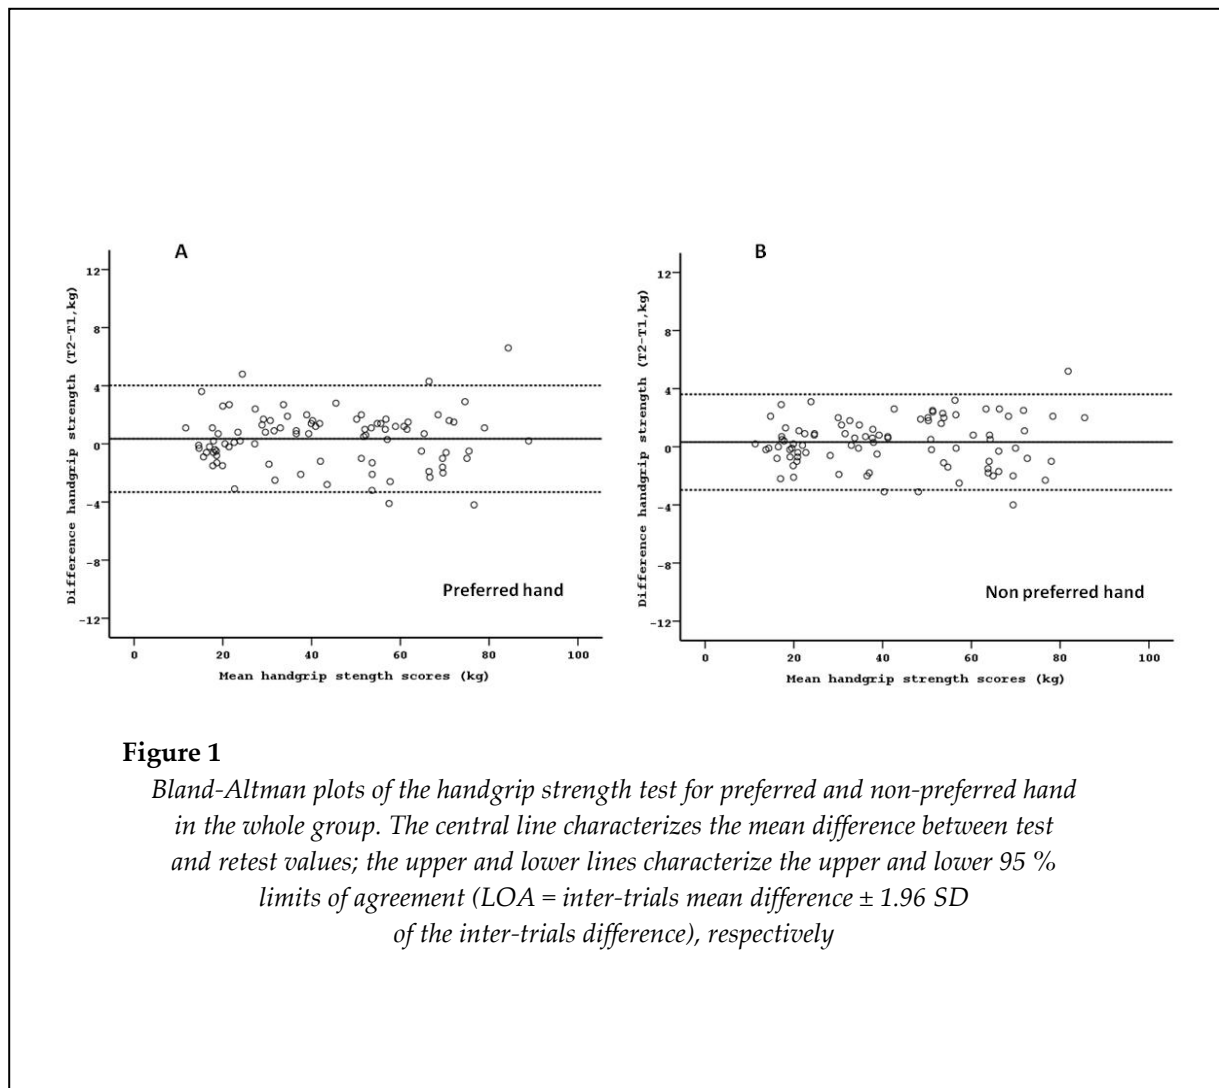 A
Difference handgrip strength (T2-T1,kg)
12
8
4
0
-4
-8
-12
Preferred hand
0 20 40 60 80 100
Mean handgrip stength scores (kg)
B
Difference handgrip strength (T2-T1,kg)
12
8
4
0
-4
-8
-12
Non preferred hand
0 20 40 60 80 100
Mean handgrip strength scores (kg)
Figure 1
Bland-Altman plots of the handgrip strength test for preferred and non-preferred hand
in the whole group. The central line characterizes the mean difference between test
and retest values; the upper and lower lines characterize the upper and lower 95 %
limits of agreement (LOA = inter-trials mean difference ± 1.96 SD
of the inter-trials difference), respectively